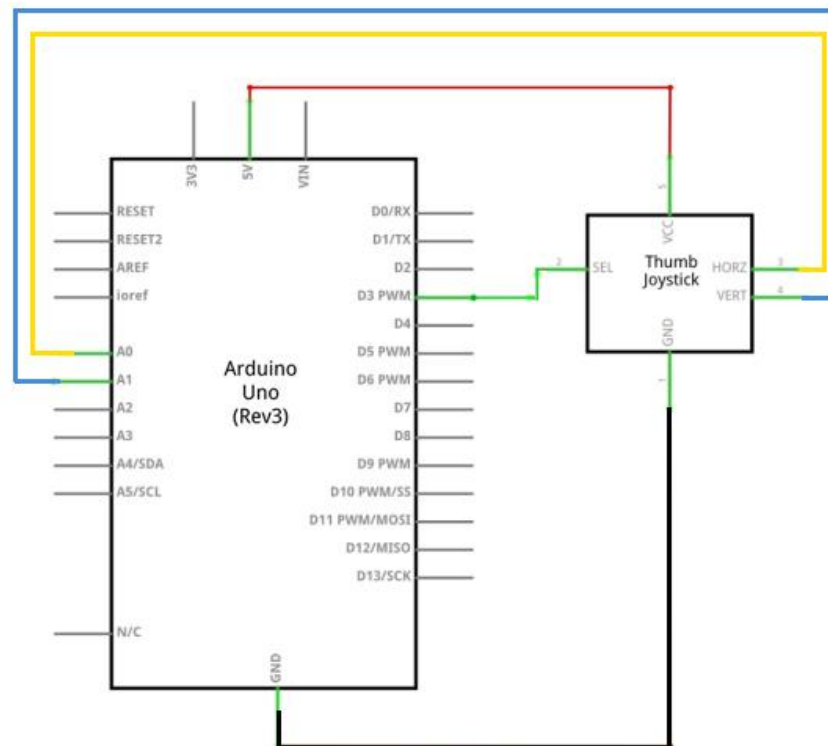 3V3
5V
VIN
RESET
RESET2
AREF
ioref
A0
A1
A2
A3
A4/SDA
A5/SCL
N/C
Arduino
Uno
(Rev3)
D0/RX
D1/TX
D2
D3 PWM
D4
D5 PWM
D6 PWM
D7
D8
D9 PWM
D10 PWM/SS
D11 PWM/MOSI
D12/MISO
D13/SCK
GND
5
VCC
2
SEL
Thumb
Joystick
HORZ
3
VERT
4
GND
1